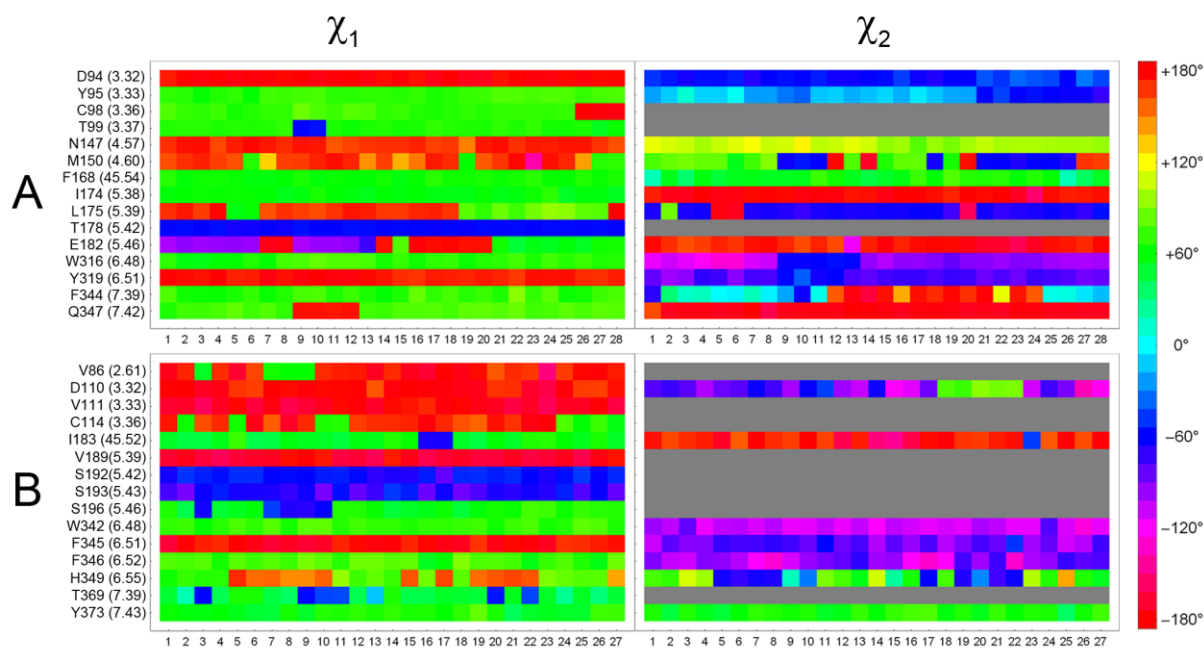 χ1 χ2
A
D94 (3.32)
Y95 (3.33)
C98 (3.36)
T99 (3.37)
N147 (4.57)
M150 (4.60)
F168 (45.54)
I174 (5.38)
L175 (5.39)
T178 (5.42)
E182 (5.46)
W316 (6.48)
Y319 (6.51)
F344 (7.39)
Q347 (7.42)
1 2 3 4 5 6 7 8 9 10 11 12 13 14 15 16 17 18 19 20 21 22 23 24 25 26 27 28
1 2 3 4 5 6 7 8 9 10 11 12 13 14 15 16 17 18 19 20 21 22 23 24 25 26 27 28
B
V86 (2.61)
D110 (3.32)
V111 (3.33)
C114 (3.36)
I183 (45.52)
V189(5.39)
S192(5.42)
S193(5.43)
S196 (5.46)
W342 (6.48)
F345 (6.51)
F346 (6.52)
H349 (6.55)
T369 (7.39)
Y373 (7.43)
1 2 3 4 5 6 7 8 9 10 11 12 13 14 15 16 17 18 19 20 21 22 23 24 25 26 27
1 2 3 4 5 6 7 8 9 10 11 12 13 14 15 16 17 18 19 20 21 22 23 24 25 26 27
+180°
+120°
+60°
0°
−60°
−120°
−180°